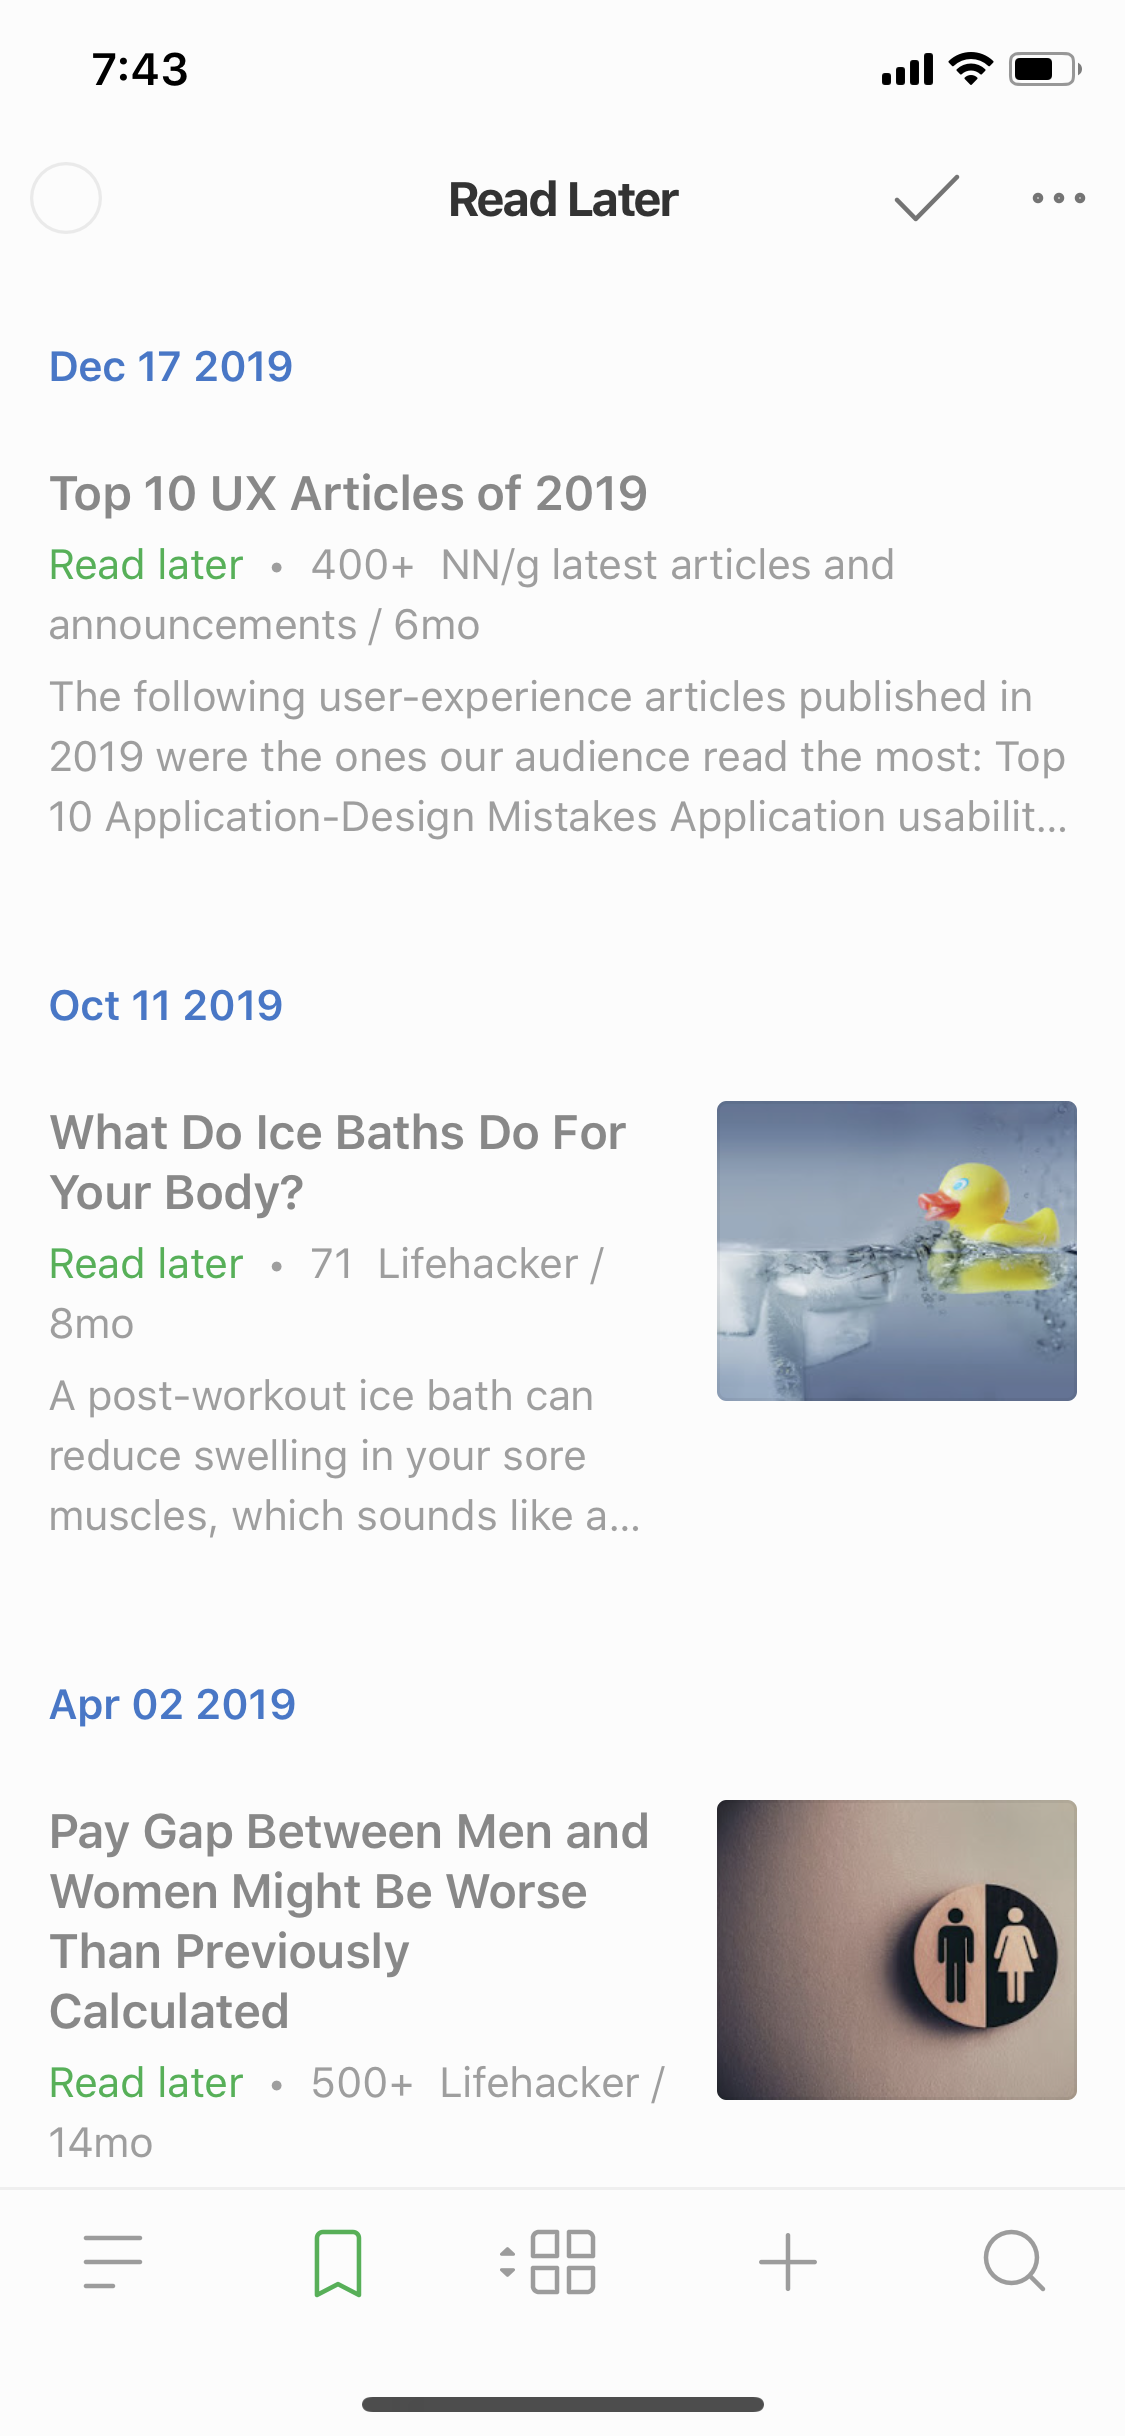 7:43
Read Later
Dec 17 2019
Top 10 UX Articles of 2019
Read later • 400+ NN/g latest articles and
announcements / 6mo
The following user-experience articles published in
2019 were the ones our audience read the most: Top
10 Application-Design Mistakes Application usabilit...
Oct 11 2019
What Do Ice Baths Do For
Your Body?
Read later • 71 Lifehacker /
8mo
A post-workout ice bath can
reduce swelling in your sore
muscles, which sounds like a...
Apr 02 2019
Pay Gap Between Men and
Women Might Be Worse
Than Previously
Calculated
Read later • 500+ Lifehacker /
14mo